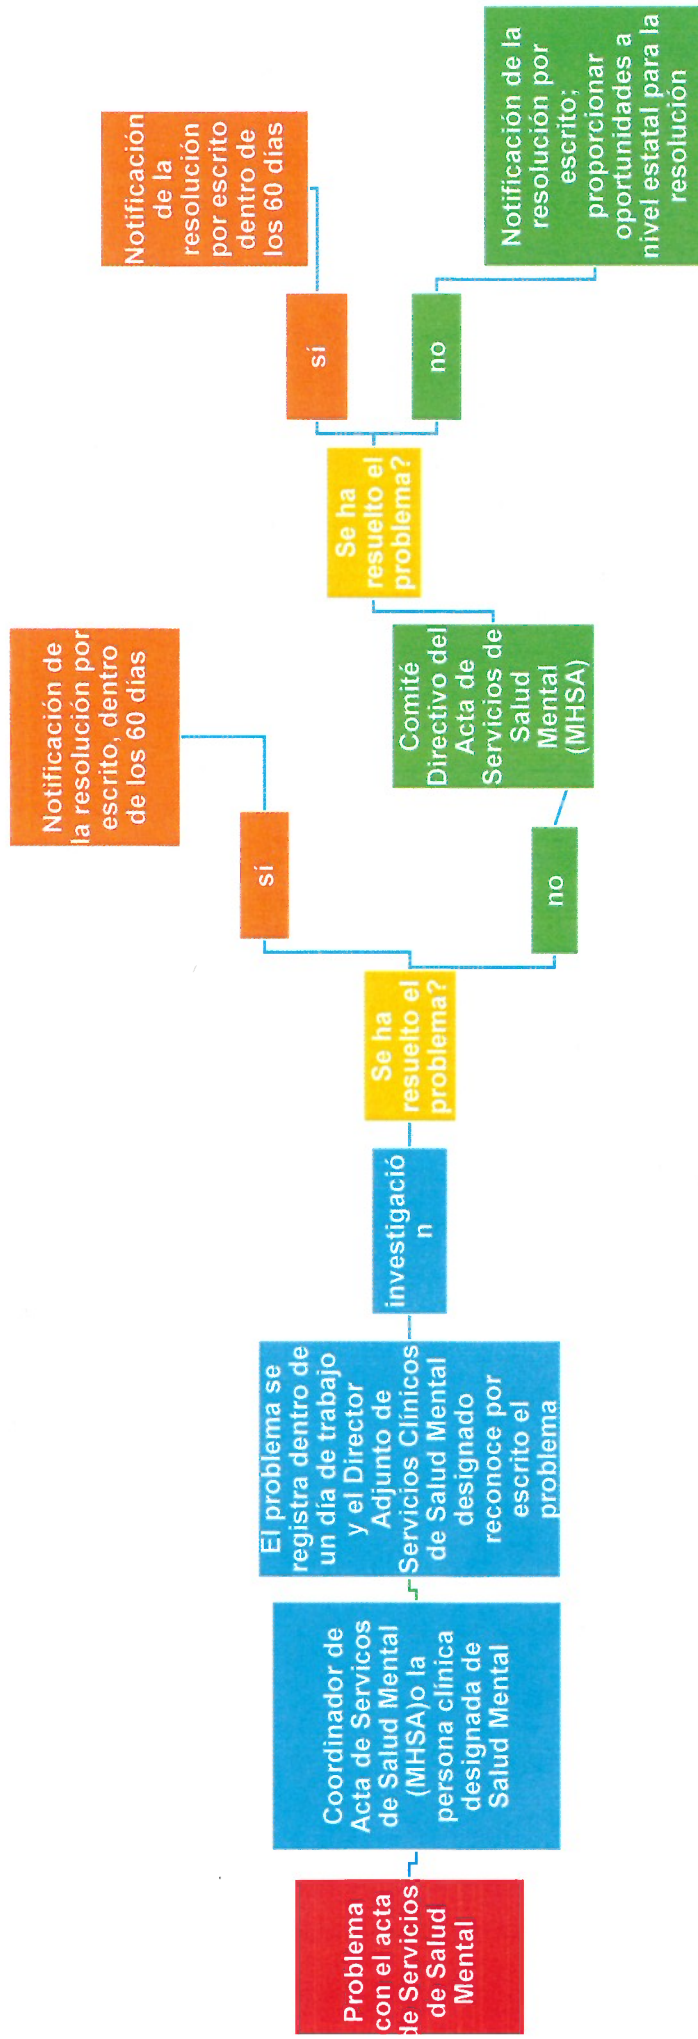 Problema
con el acta
de Servicios
de Salud
Mental
Coordinador de
Acta de Servicos
de Salud Mental
(MHSA)o la
persona clínica
designada de
Salud Mental
El problema se
registra dentro de
un día de trabajo
y el Director
Adjunto de
Servicios Clínicos
de Salud Mental
designado
reconoce por
escrito el
problema
investigació
n
Se ha
resuelto el
problema?
sí
Notificación de
la resolución por
escrito, dentro
de los 60 días
no
Comité
Directivo del
Acta de
Servicios de
Salud
Mental
(MHSA)
Se ha
resuelto el
problema?
sí
Notificación
de la
resolución
por escrito
dentro de
los 60 días
no
Notificación de la
resolución por
escrito;
proporcionar
oportunidades a
nivel estatal para la
resolución